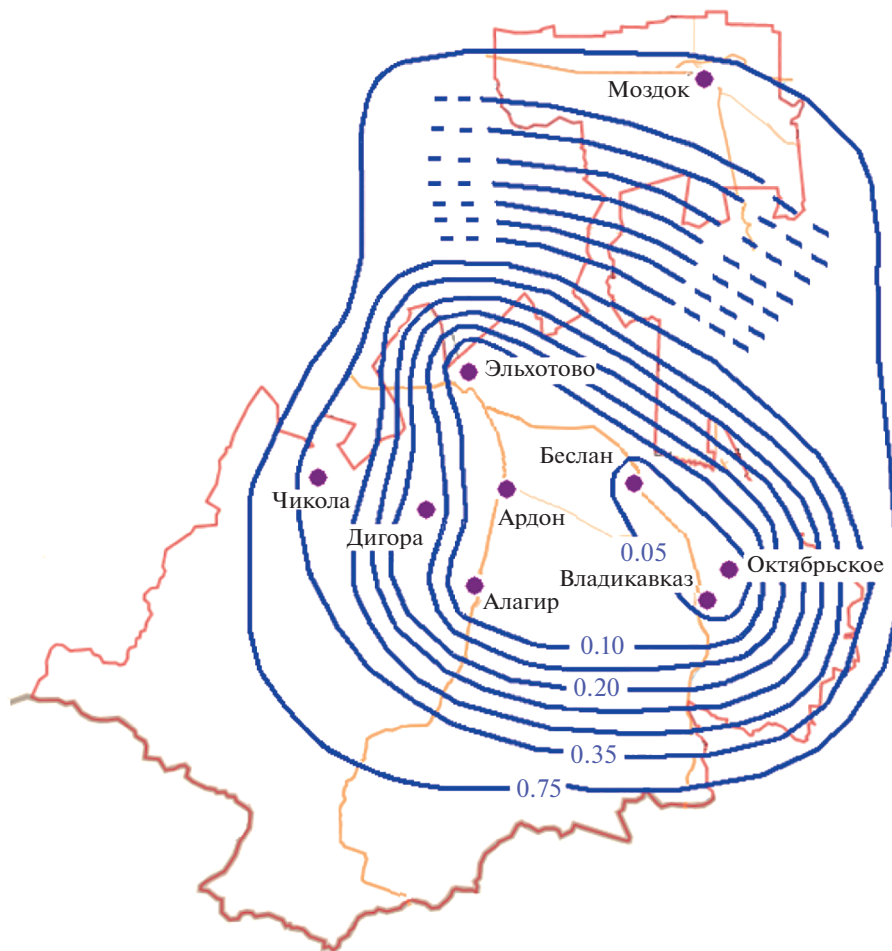 Моздок
Эльхотово
Беслан
Чикола
Ардон
Дигора
0.05
Октябрьское
Владикавказ
Алагир
0.10
0.20
0.35
0.75